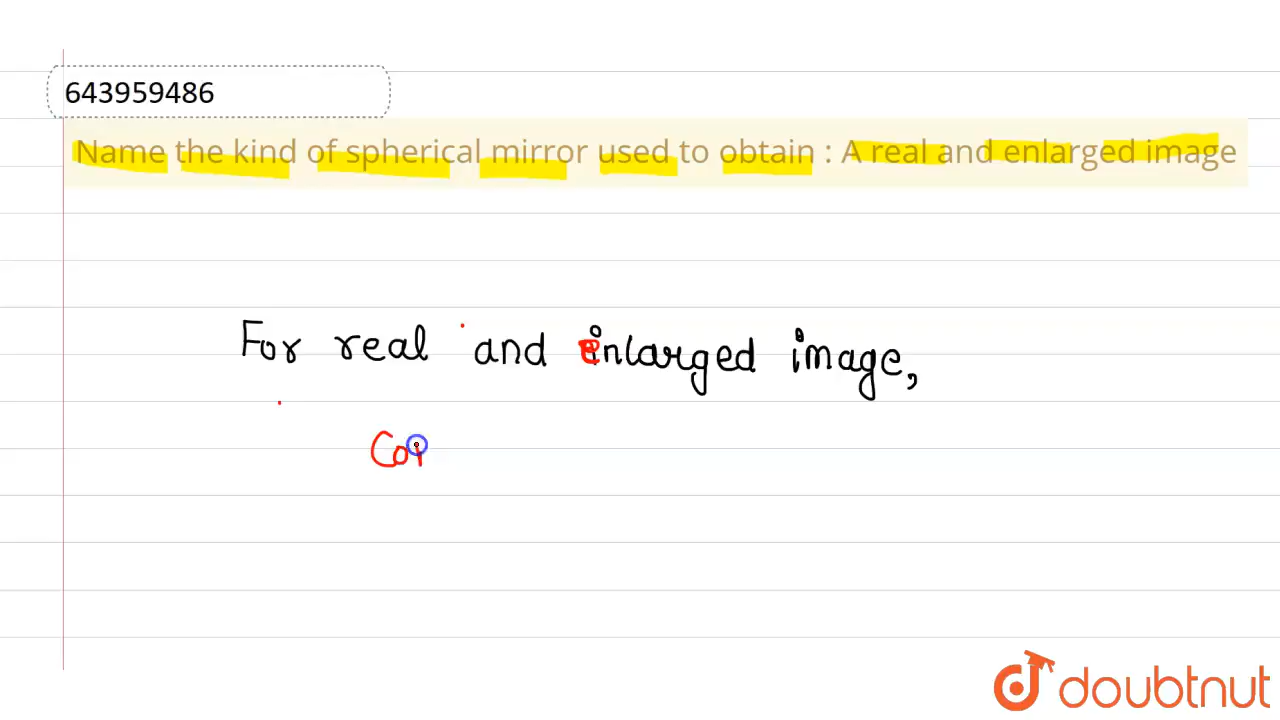 643959486
Name the kind of spherical mirror used to obtain : A real and enlarged image
For real and enlarged image,
Con
doubtnut